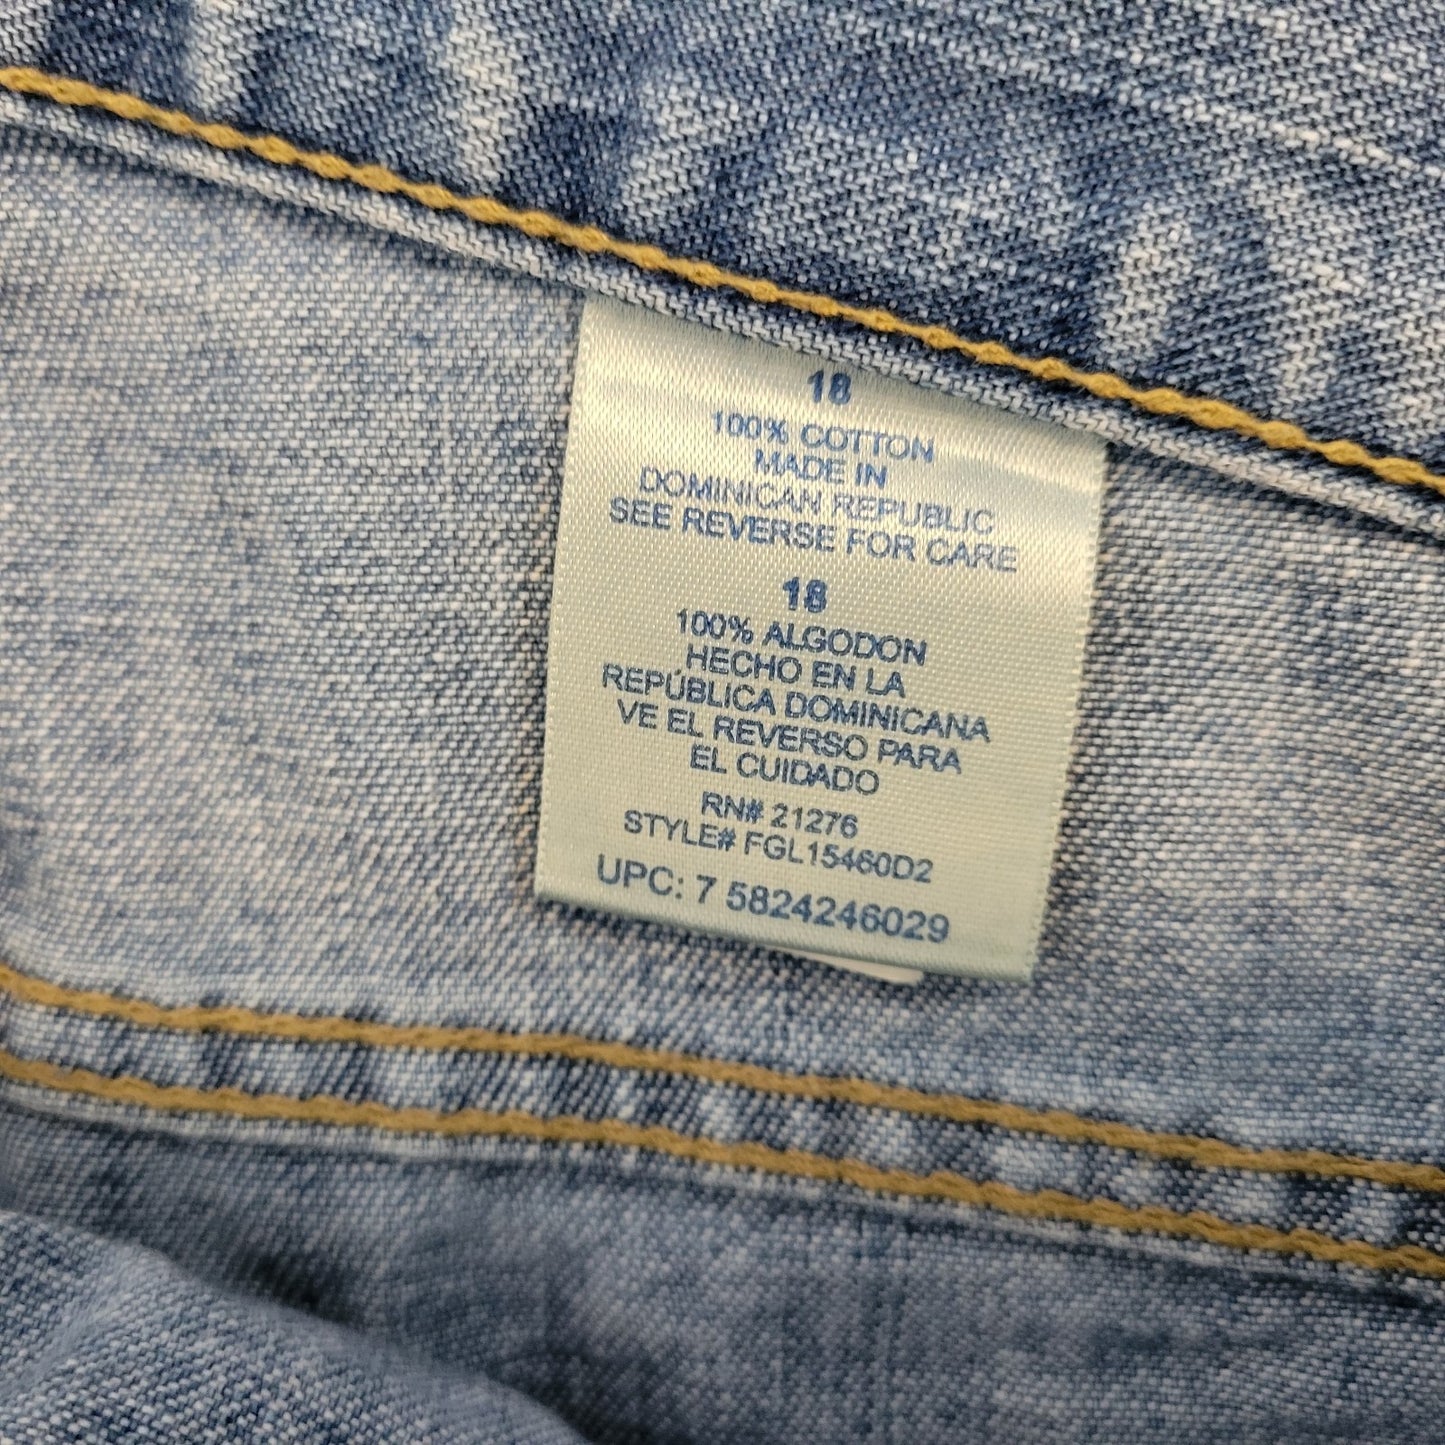 18
100% COTTON
MADE IN
DOMINICAN REPUBLIC
SEE REVERSE FOR CARE
18
100% ALGODON
HECHO EN LA
REPÚBLICA DOMINICANA
VE EL REVERSO PARA
EL CUIDADO
RN# 21276
STYLE# FGL15460D2
UPC: 7 5824246029